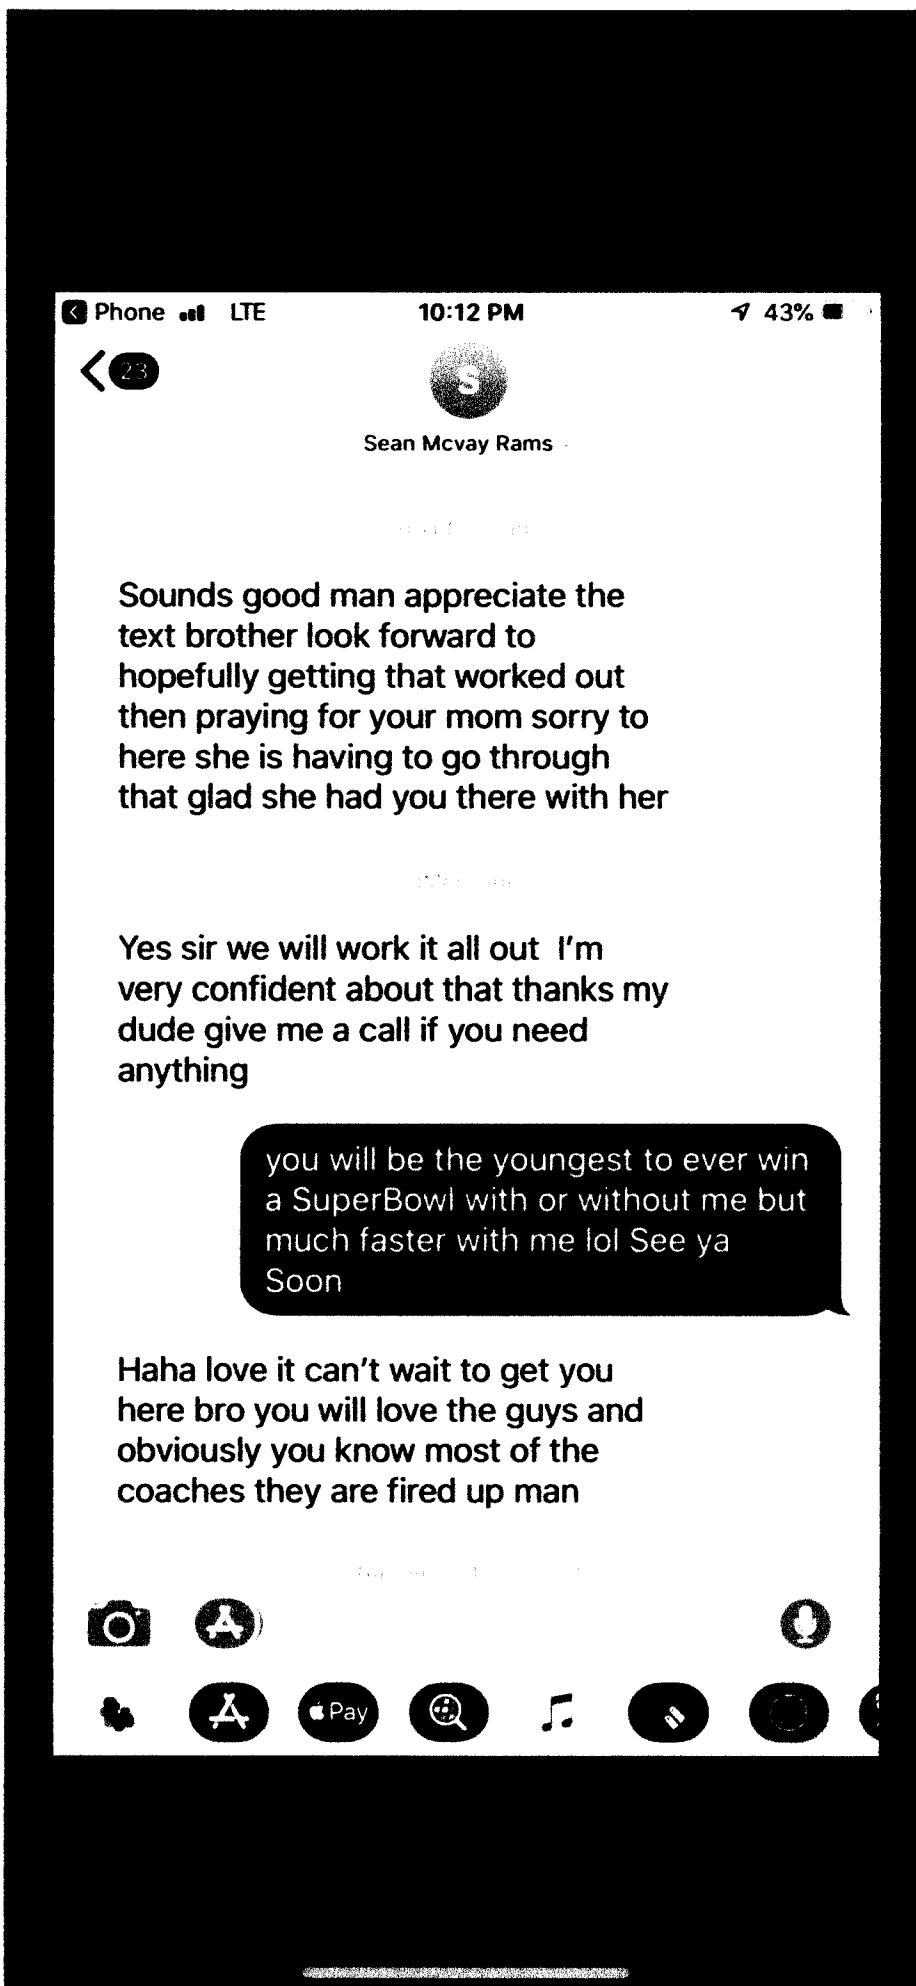 Phone LTE 10:12 PM 43%
23
S
Sean Mcvay Rams
Sounds good man appreciate the
text brother look forward to
hopefully getting that worked out
then praying for your mom sorry to
here she is having to go through
that glad she had you there with her
Yes sir we will work it all out I'm
very confident about that thanks my
dude give me a call if you need
anything
you will be the youngest to ever win
a SuperBowl with or without me but
much faster with me lol See ya
Soon
Haha love it can't wait to get you
here bro you will love the guys and
obviously you know most of the
coaches they are fired up man
Pay